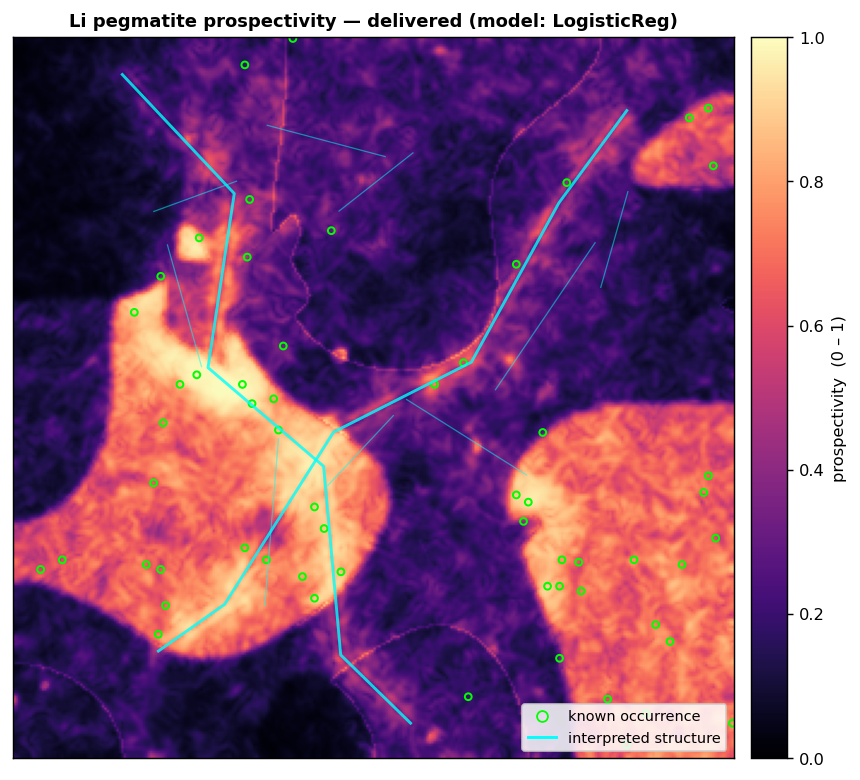 Li pegmatite prospectivity — delivered (model: LogisticReg)
1.0
0.8
0.6
0.4
0.2
0.0
prospectivity (0 – 1)
known occurrence
interpreted structure